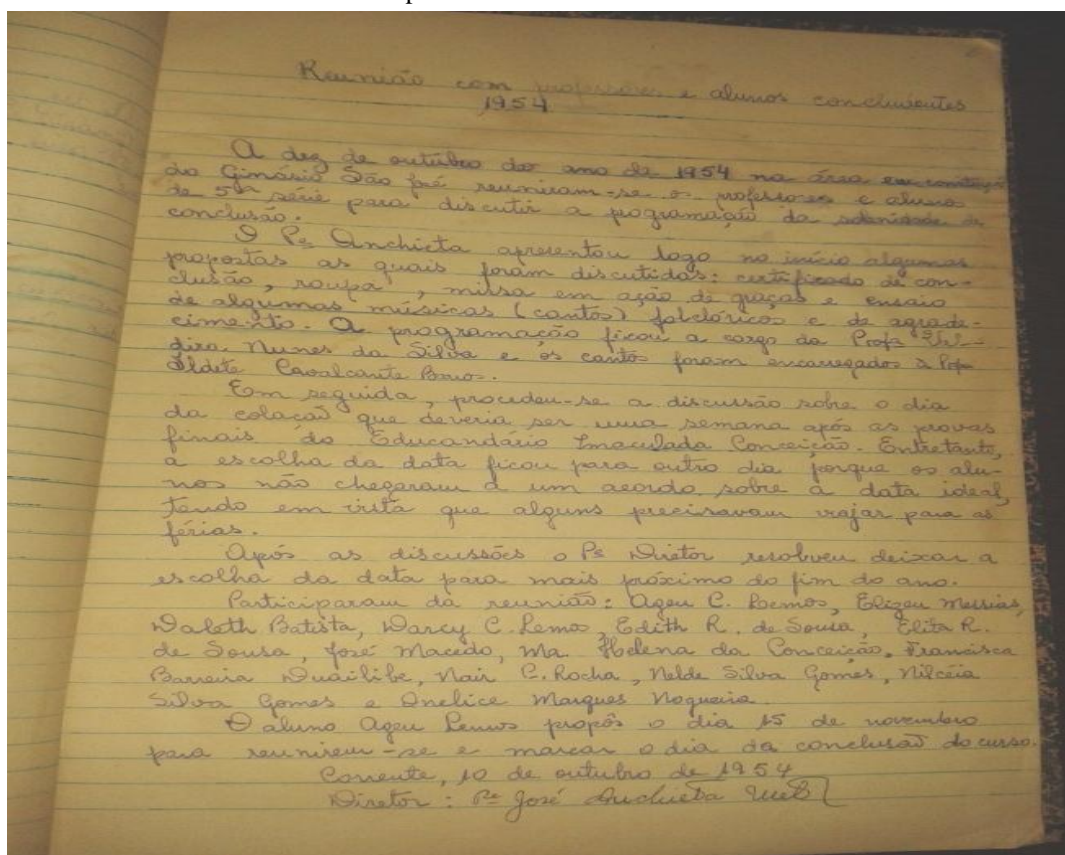 Reunião com professores e alunos concluientes
1954
A dez de outubro do ano de 1954 na área em construção
do Ginásio São José reuniram-se o professores e alunos
de 5ª série para discutir a programação da solenidade de
conclusão.
O Pe Anchieta apresentou logo no início algumas
propostas as quais foram discutidas: certificado de con-
clusão, roupa, missa em ação de graças e ensaio
de algumas músicas (cantos) folclóricos e de agrade-
cimento. A programação ficou a cargo da Profa
dira Nunes da Silva e os cantos foram encarregados a
Ildete Cavalcante
Em seguida, procedeu-se a discussão sobre o dia
da colação que deveria ser uma semana após as provas
finais do Educandário Imaculada Conceição. Entretanto,
a escolha da data ficou para outro dia porque os alu-
nos não chegaram a um acordo sobre a data ideal,
tendo em vista que alguns precisavam viajar para as
férias.
Após as discussões o Pe Diretor resolveu deixar a
escolha da data para mais próximo do fim do ano.
Participaram da reunião: Ageu C. Lemos, Elizeu Messias,
Daleth Batista, Darcy C. Lemos, Edith R. de Sousa, Elita R.
de Sousa, José Macedo, Ma Helena da Conceição, Francisca
Barreira Duailibe, Nair C. Rocha, Nelde Silva Gomes, Nilcéia
Silva Gomes e Onelice Marques Nogueira.
O aluno Ageu Lemos propôs o dia 15 de novembro
para reunirem-se e marcar o dia da conclusão do curso.
Corrente, 10 de outubro de 1954
Diretor: Pe José Anchieta